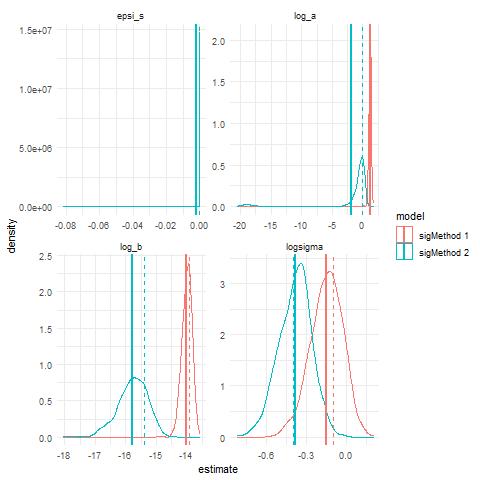 epsi_s
log_a
1.5e+07
1.0e+07
5.0e+06
0.0e+00
-0.08
-0.06
-0.04
-0.02
0.00
2.0
1.5
1.0
0.5
0.0
-20
-15
-10
-5
0
density
log_b
logsigma
2.5
2.0
1.5
1.0
0.5
0.0
-18
-17
-16
-15
-14
3
2
1
0
-0.6
-0.3
0.0
estimate
model
sigMethod 1
sigMethod 2